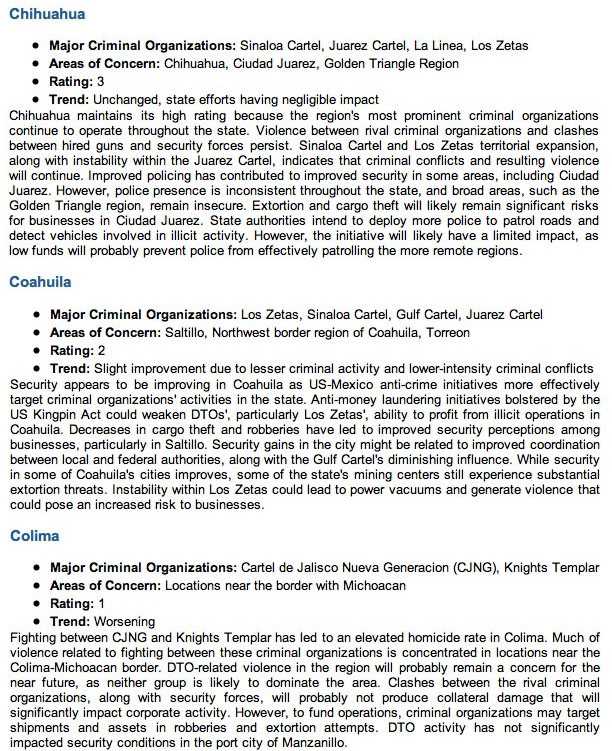 Chihuahua
● Major Criminal Organizations: Sinaloa Cartel, Juarez Cartel, La Linea, Los Zetas
● Areas of Concern: Chihuahua, Ciudad Juarez, Golden Triangle Region
● Rating: 3
● Trend: Unchanged, state efforts having negligible impact
Chihuahua maintains its high rating because the region's most prominent criminal organizations
continue to operate throughout the state. Violence between rival criminal organizations and clashes
between hired guns and security forces persist. Sinaloa Cartel and Los Zetas territorial expansion,
along with instability within the Juarez Cartel, indicates that criminal conflicts and resulting violence
will continue. Improved policing has contributed to improved security in some areas, including Ciudad
Juarez. However, police presence is inconsistent throughout the state, and broad areas, such as the
Golden Triangle region, remain insecure. Extortion and cargo theft will likely remain significant risks
for businesses in Ciudad Juarez. State authorities intend to deploy more police to patrol roads and
detect vehicles involved in illicit activity. However, the initiative will likely have a limited impact, as
low funds will probably prevent police from effectively patrolling the more remote regions.
Coahuila
● Major Criminal Organizations: Los Zetas, Sinaloa Cartel, Gulf Cartel, Juarez Cartel
● Areas of Concern: Saltillo, Northwest border region of Coahuila, Torreon
● Rating: 2
● Trend: Slight improvement due to lesser criminal activity and lower-intensity criminal conflicts
Security appears to be improving in Coahuila as US-Mexico anti-crime initiatives more effectively
target criminal organizations' activities in the state. Anti-money laundering initiatives bolstered by the
US Kingpin Act could weaken DTOs', particularly Los Zetas', ability to profit from illicit operations in
Coahuila. Decreases in cargo theft and robberies have led to improved security perceptions among
businesses, particularly in Saltillo. Security gains in the city might be related to improved coordination
between local and federal authorities, along with the Gulf Cartel's diminishing influence. While security
in some of Coahuila's cities improves, some of the state's mining centers still experience substantial
extortion threats. Instability within Los Zetas could lead to power vacuums and generate violence that
could pose an increased risk to businesses.
Colima
● Major Criminal Organizations: Cartel de Jalisco Nueva Generacion (CJNG), Knights Templar
● Areas of Concern: Locations near the border with Michoacan
● Rating: 1
● Trend: Worsening
Fighting between CJNG and Knights Templar has led to an elevated homicide rate in Colima. Much of
violence related to fighting between these criminal organizations is concentrated in locations near the
Colima-Michoacan border. DTO-related violence in the region will probably remain a concern for the
near future, as neither group is likely to dominate the area. Clashes between the rival criminal
organizations, along with security forces, will probably not produce collateral damage that will
significantly impact corporate activity. However, to fund operations, criminal organizations may target
shipments and assets in robberies and extortion attempts. DTO activity has not significantly
impacted security conditions in the port city of Manzanillo.